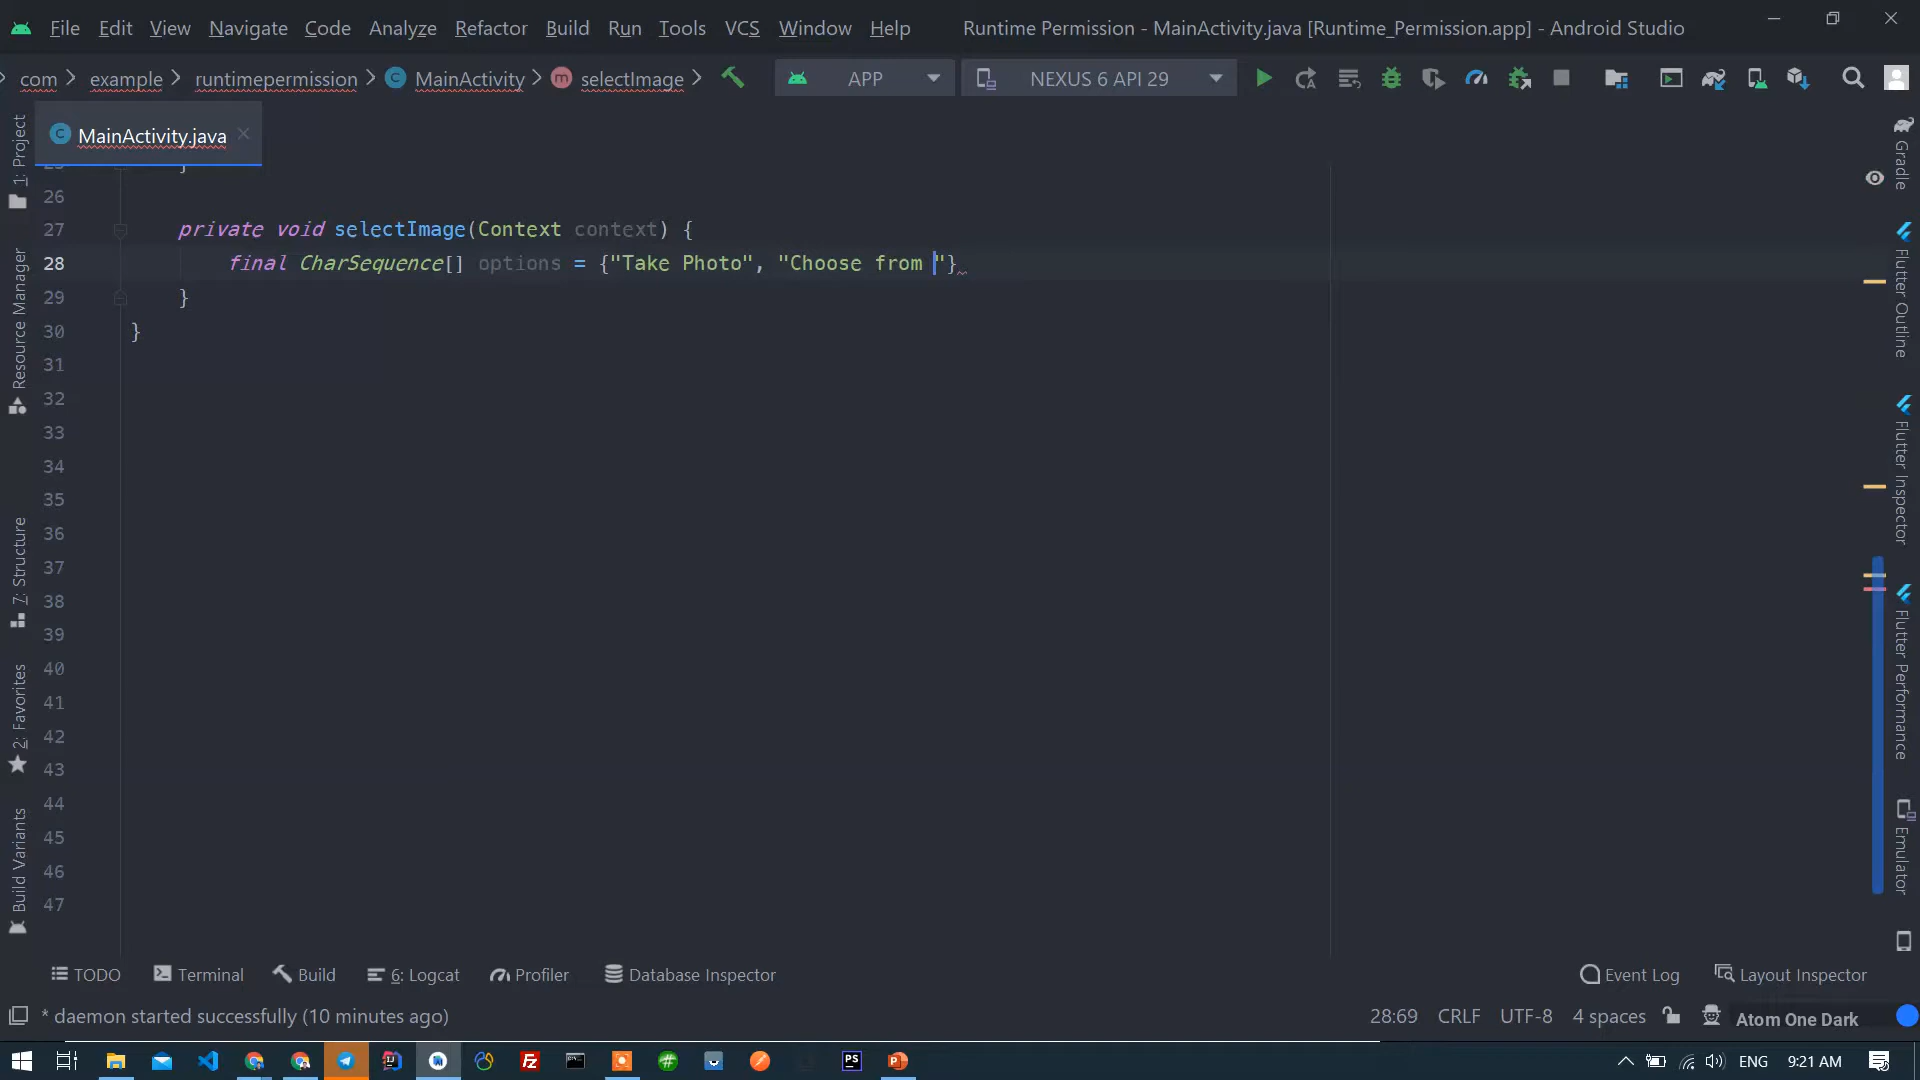 File Edit View Navigate Code Analyze Refactor Build Run Tools VCS Window Help Runtime Permission - MainActivity.java [Runtime_Permission.app] - Android Studio
com example runtimepermission MainActivity selectImage APP NEXUS 6 API 29
MainActivity.java
26
27 private void selectImage(Context context) {
28 final CharSequence[] options = {"Take Photo", "Choose from "}
29 }
30 }
31
32
33
34
35
36
37
38
39
40
41
42
43
44
45
46
47
1: Project
Resource Manager
7: Structure
2: Favorites
Build Variants
Gradle
Flutter Outline
Flutter Inspector
Flutter Performance
Emulator
TODO Terminal Build 6: Logcat Profiler Database Inspector Event Log Layout Inspector
* daemon started successfully (10 minutes ago) 28:69 CRLF UTF-8 4 spaces Atom One Dark
ENG 9:21 AM